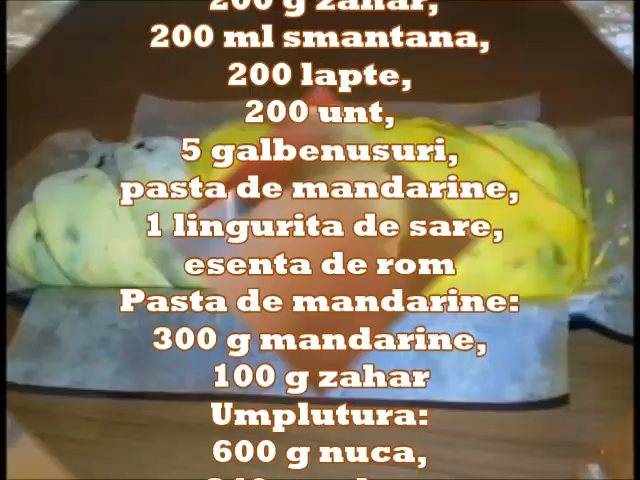 200 g zahar,
200 ml smantana,
200 lapte,
200 unt,
5 galbenusuri,
pasta de mandarine,
1 lingurita de sare,
esenta de rom
Pasta de mandarine:
300 g mandarine,
100 g zahar
Umplutura:
600 g nuca,